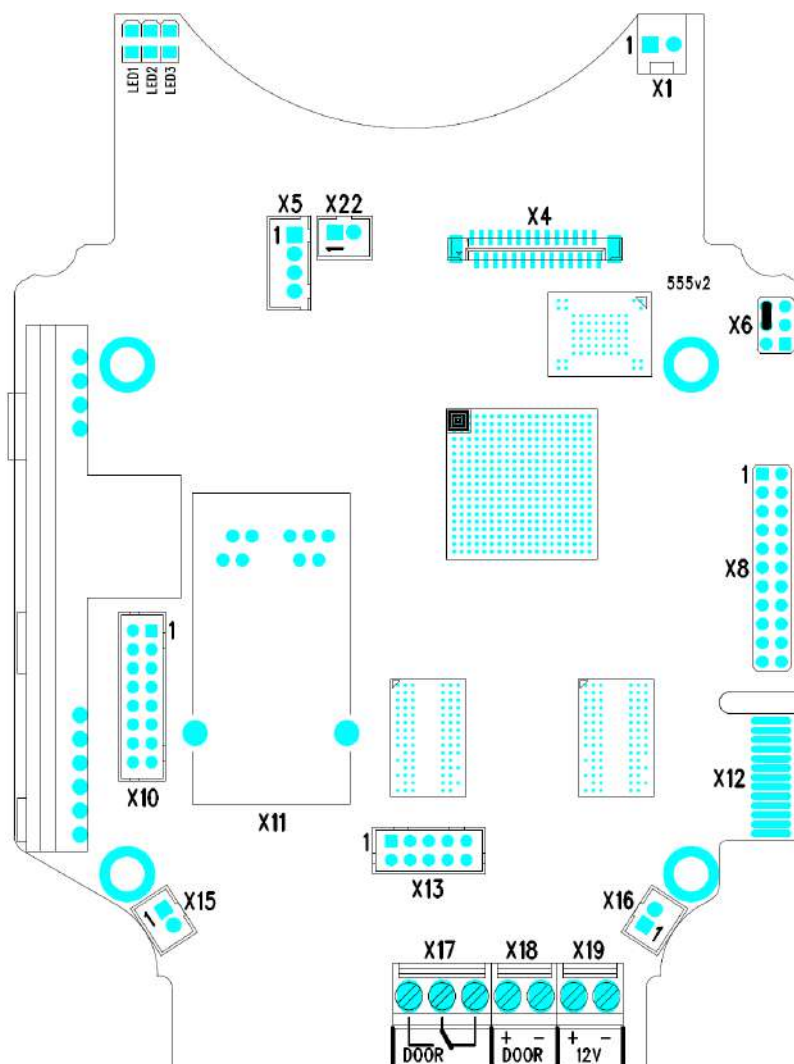 LED1
LED2
LED3
1
X1
X5
X22
X4
1
1
555v2
X6
1
X8
1
X10
X11
X12
1
X13
1
X15
X16
1
X17
X18
X19
+ -
+ -
DOOR
DOOR
12V